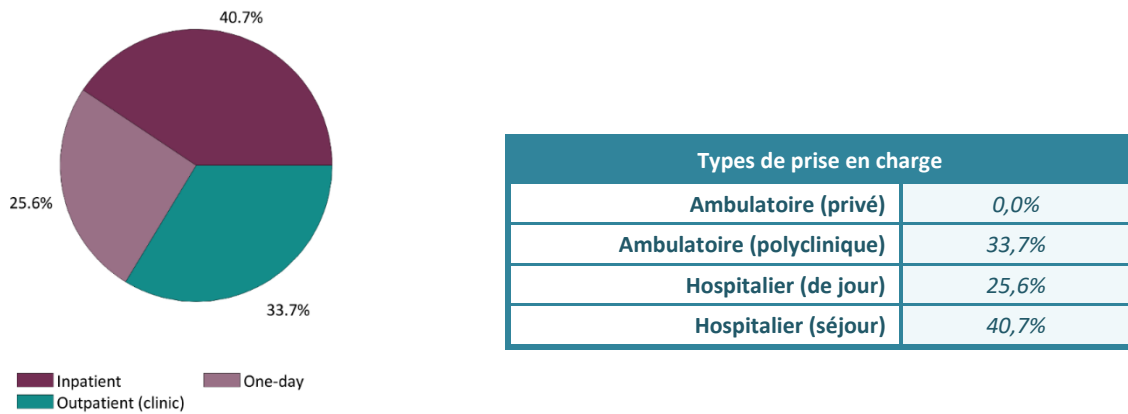 40.7%
25.6%
33.7%
Inpatient
One-day
Outpatient (clinic)
Types de prise en charge
Ambulatoire (privé) 0,0%
Ambulatoire (polyclinique) 33,7%
Hospitalier (de jour) 25,6%
Hospitalier (séjour) 40,7%